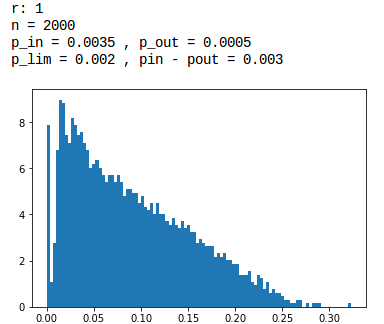 r: 1
n = 2000
p_in = 0.0035 , p_out = 0.0005
p_lim = 0.002 , pin - pout = 0.003
8
6
4
2
0
0.00 0.05 0.10 0.15 0.20 0.25 0.30